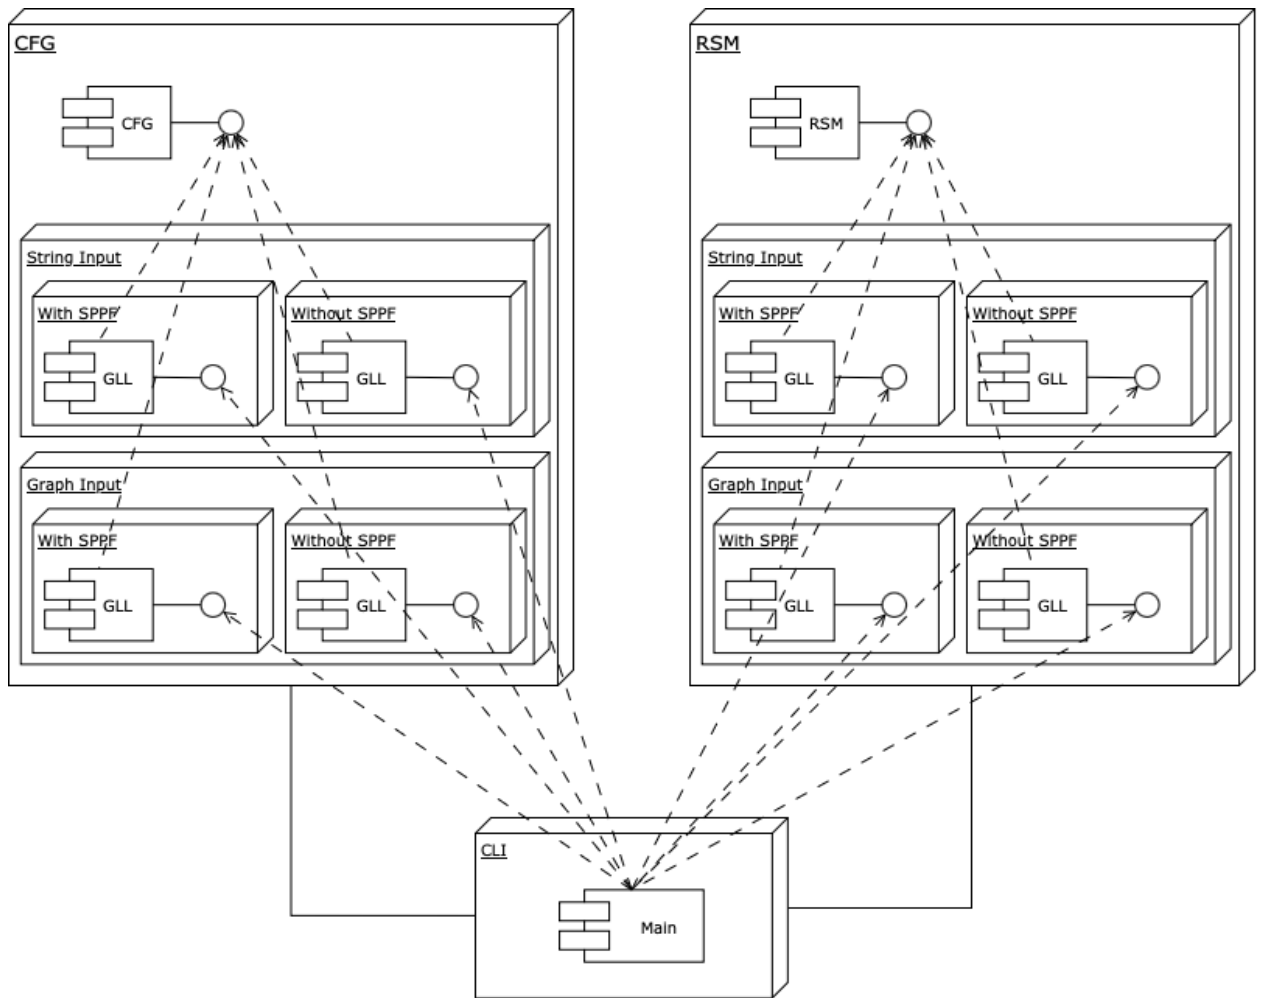 CFG
CFG
String Input
With SPPF
GLL
Without SPPF
GLL
Graph Input
With SPPF
GLL
Without SPPF
GLL
RSM
RSM
String Input
With SPPF
GLL
Without SPPF
GLL
Graph Input
With SPPF
GLL
Without SPPF
GLL
CLI
Main